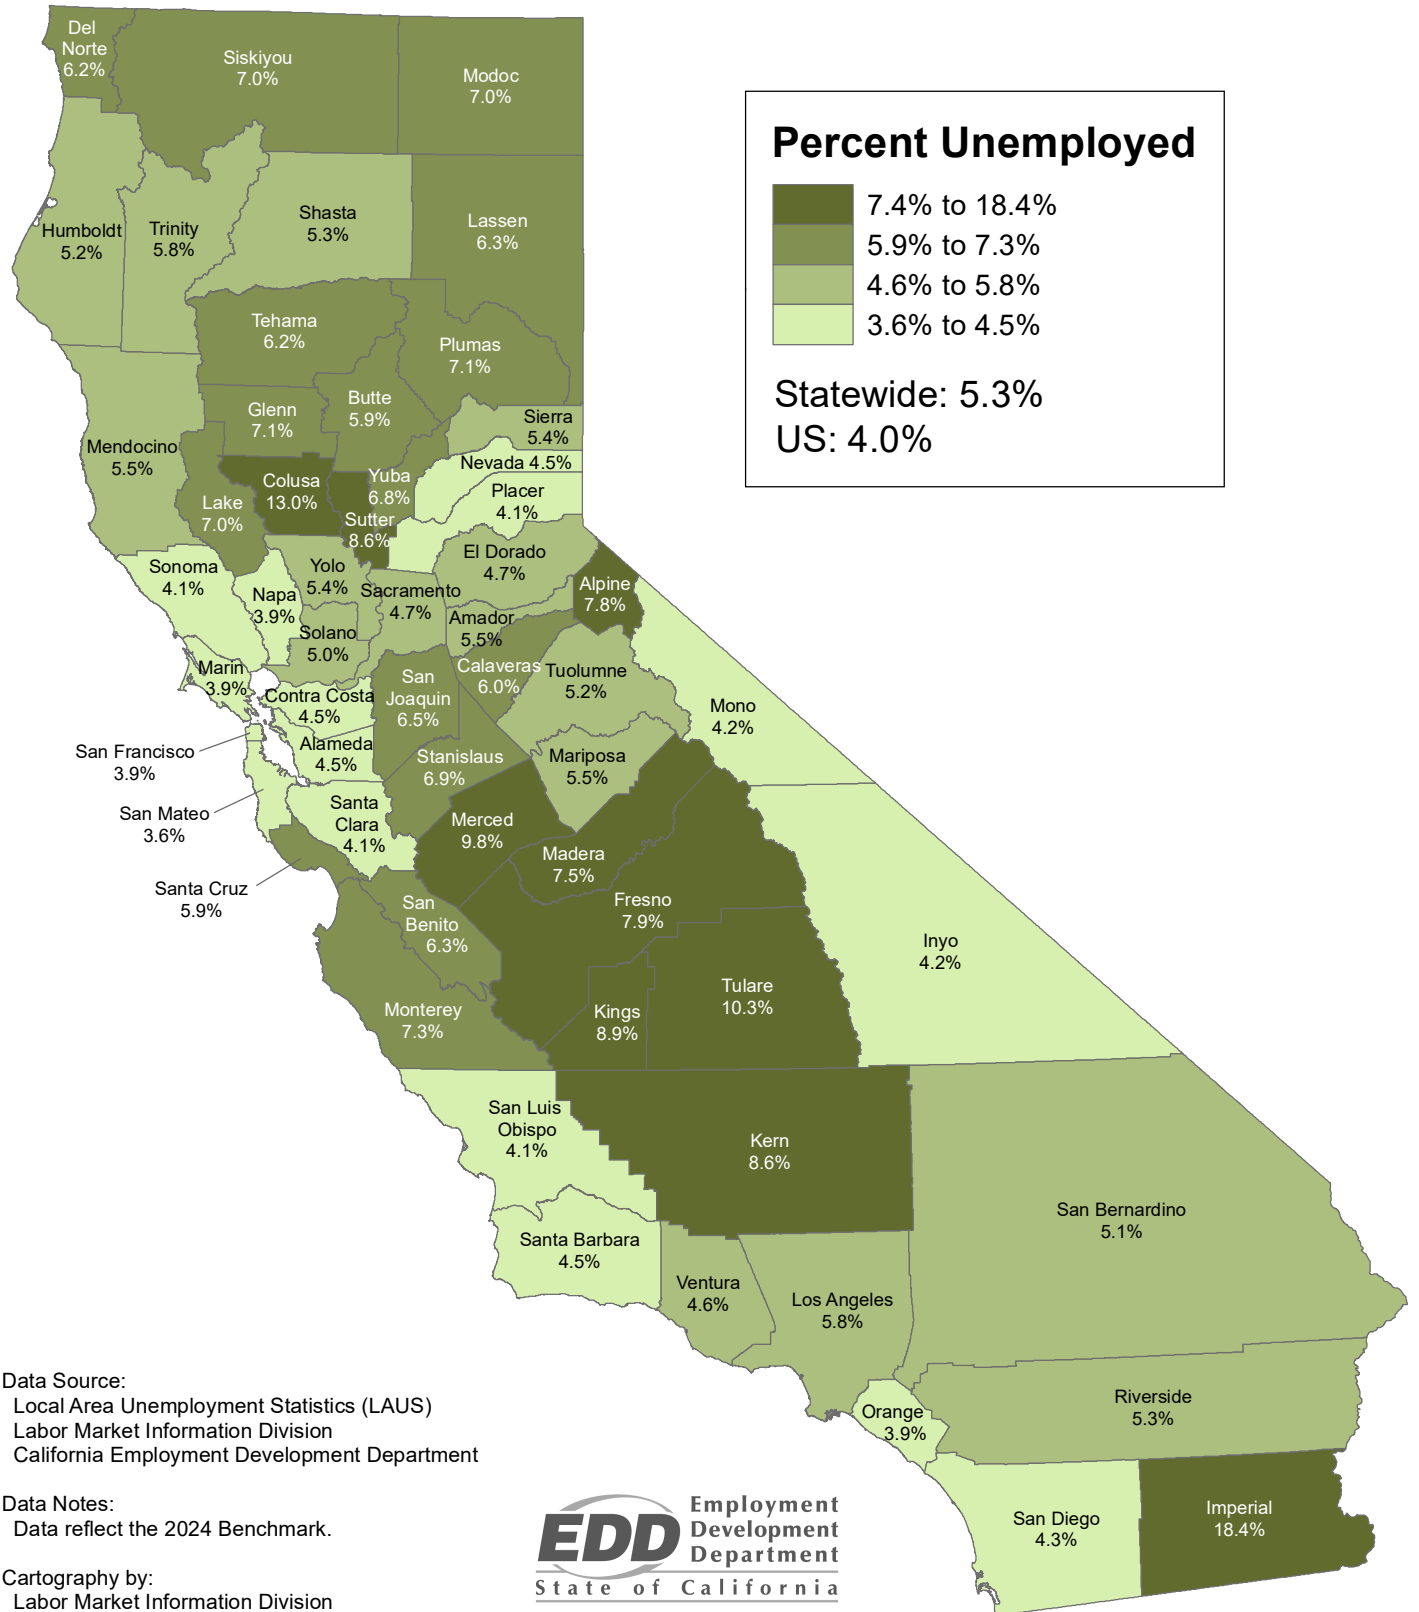 Del
Norte
6.2%
Siskiyou
7.0%
Modoc
7.0%
Percent Unemployed
7.4% to 18.4%
5.9% to 7.3%
4.6% to 5.8%
3.6% to 4.5%
Statewide: 5.3%
US: 4.0%
Humboldt
5.2%
Trinity
5.8%
Shasta
5.3%
Lassen
6.3%
Tehama
6.2%
Plumas
7.1%
Mendocino
5.5%
Glenn
7.1%
Butte
5.9%
Sierra
5.4%
Lake
7.0%
Colusa
13.0%
Yuba
6.8%
Sutter
8.6%
Nevada 4.5%
Placer
4.1%
Sonoma
4.1%
Napa
3.9%
Yolo
5.4%
Sacramento
4.7%
El Dorado
4.7%
Alpine
7.8%
Solano
5.0%
Amador
5.5%
Marin
3.9%
Contra Costa
4.5%
San
Joaquin
6.5%
Calaveras
6.0%
Tuolumne
5.2%
Mono
4.2%
San Francisco
3.9%
Alameda
4.5%
Stanislaus
6.9%
Mariposa
5.5%
San Mateo
3.6%
Santa
Clara
4.1%
Merced
9.8%
Madera
7.5%
Santa Cruz
5.9%
San
Benito
6.3%
Fresno
7.9%
Inyo
4.2%
Monterey
7.3%
Kings
8.9%
Tulare
10.3%
San Luis
Obispo
4.1%
Kern
8.6%
San Bernardino
5.1%
Santa Barbara
4.5%
Ventura
4.6%
Los Angeles
5.8%
Orange
3.9%
Riverside
5.3%
San Diego
4.3%
Imperial
18.4%
Data Source:
Local Area Unemployment Statistics (LAUS)
Labor Market Information Division
California Employment Development Department
Data Notes:
Data reflect the 2024 Benchmark.
Cartography by:
Labor Market Information Division
EDD
Employment
Development
Department
State of California